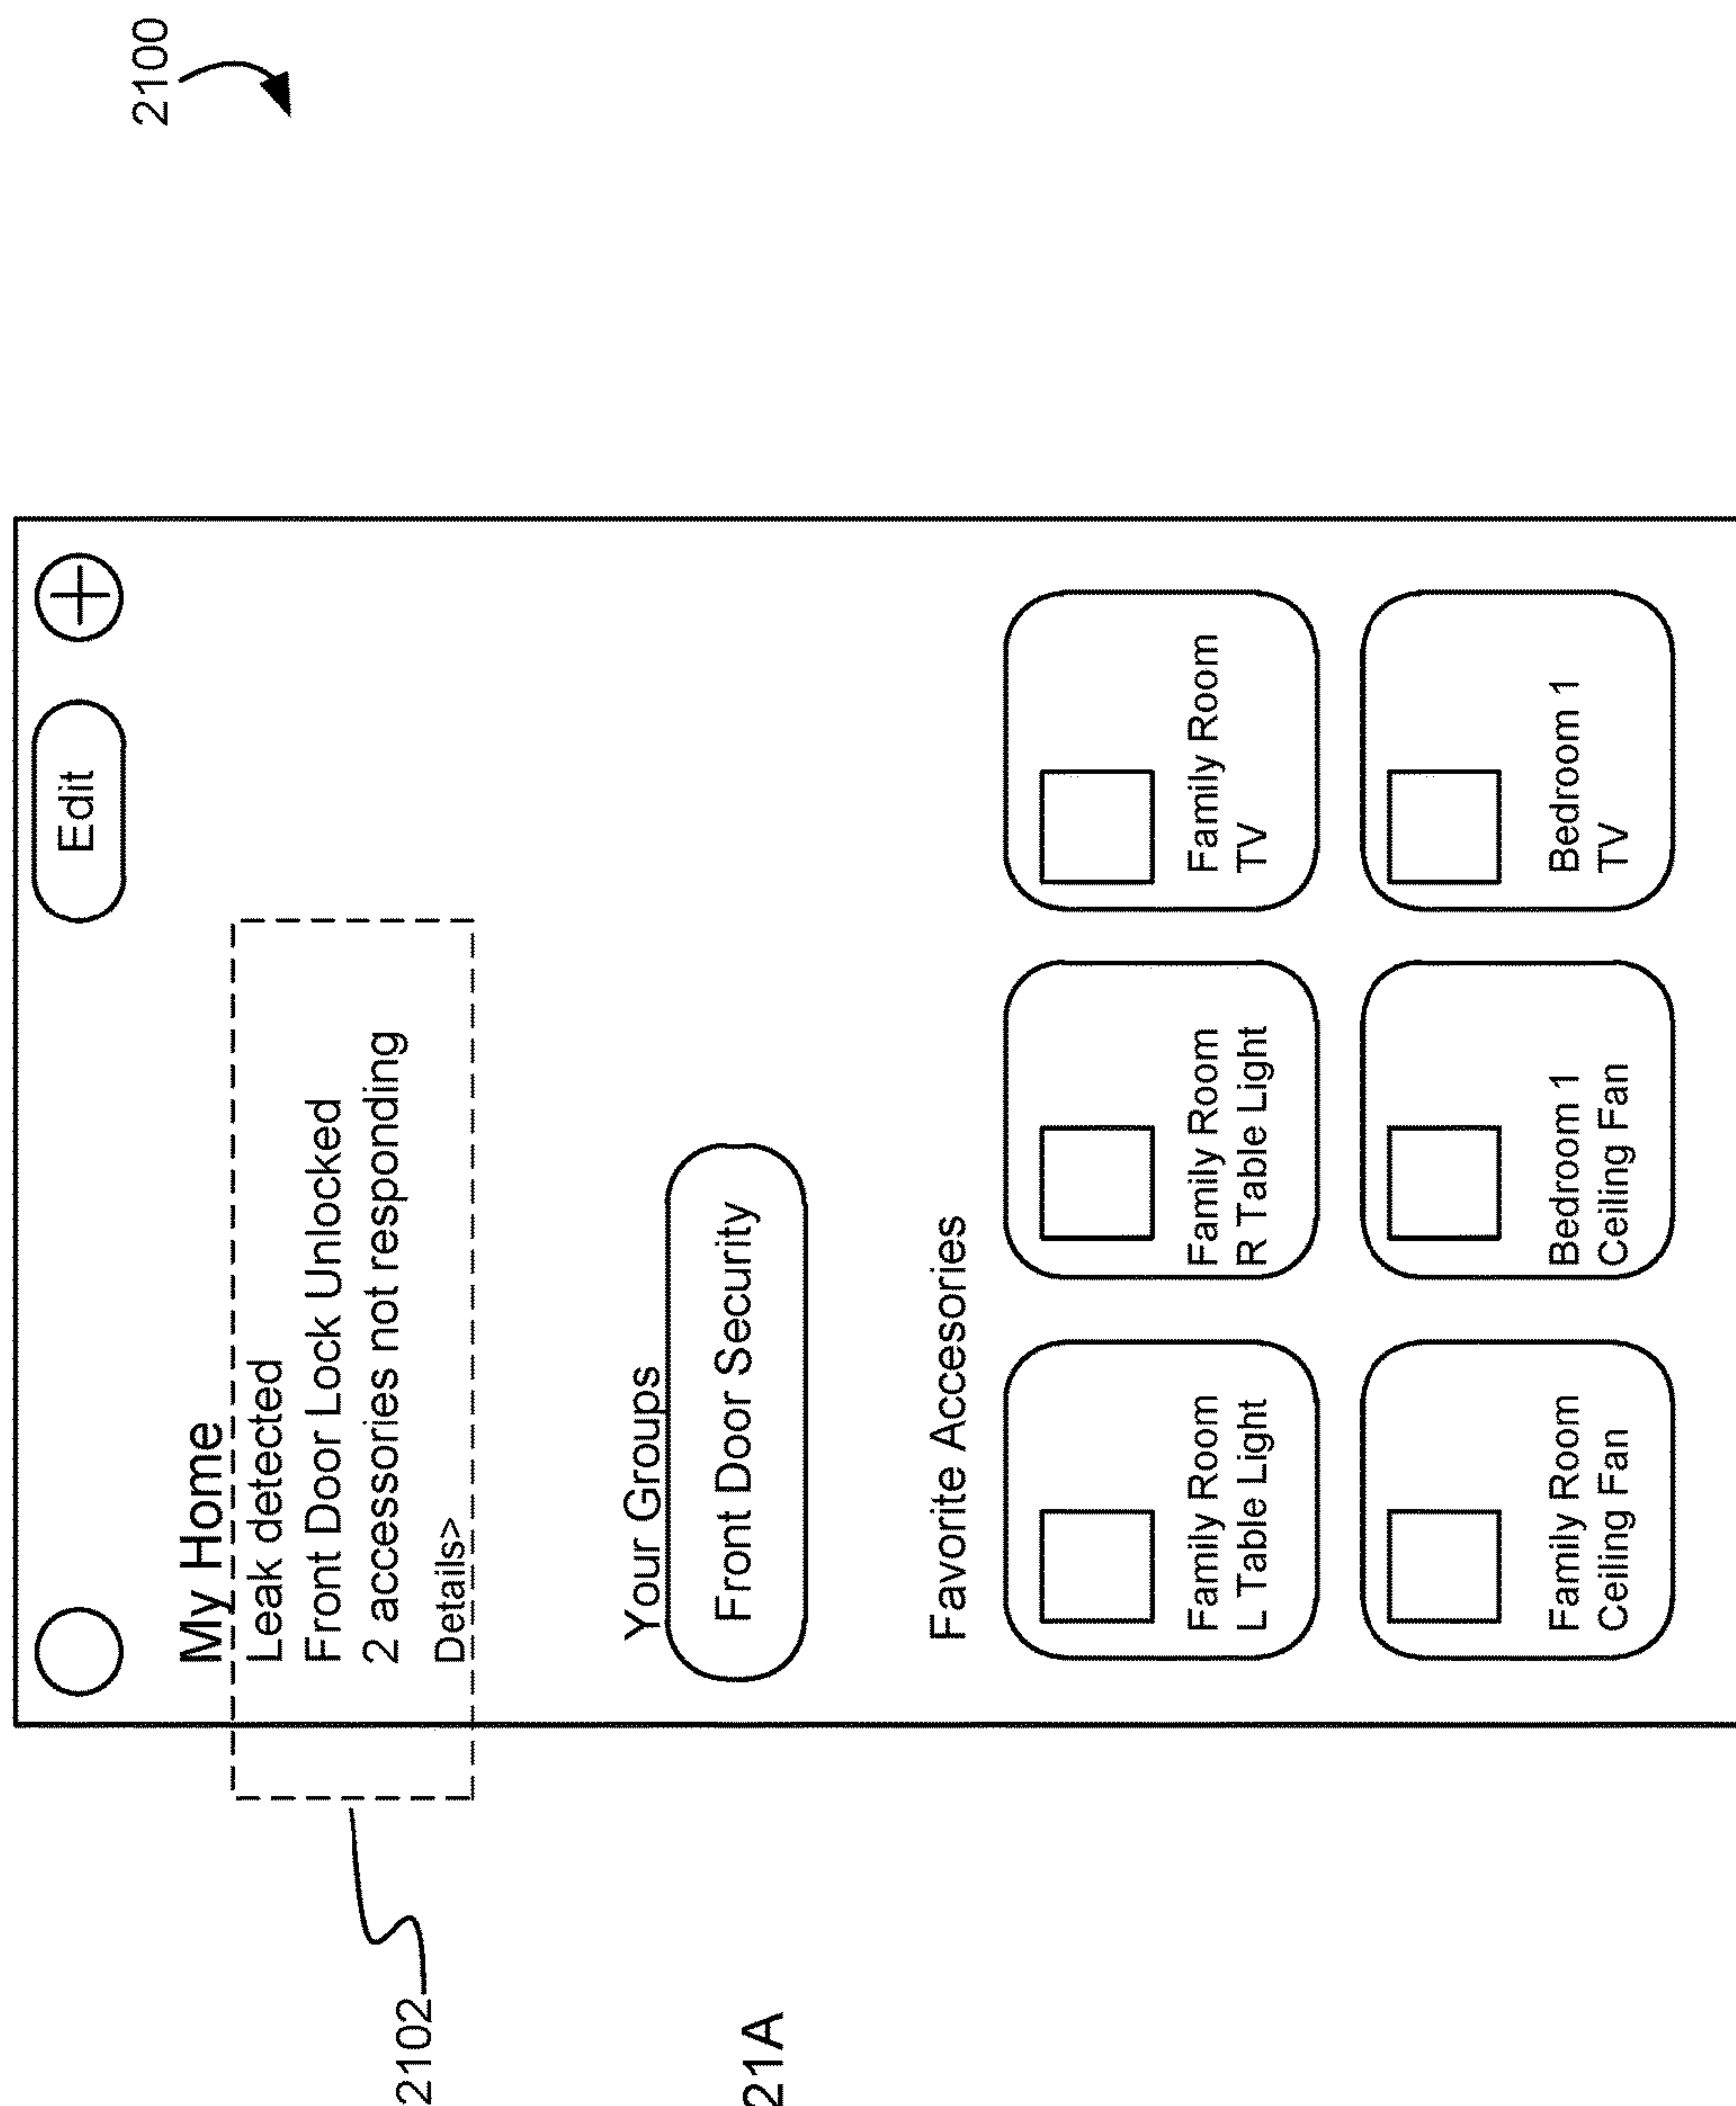 2100
Edit
My Home
Leak detected
Front Door Lock Unlocked
2 accessories not responding
Details>
2102
Your Groups
Front Door Security
21A
Favorite Accesories
Family Room
L Table Light
Family Room
R Table Light
Family Room
TV
Family Room
Ceiling Fan
Bedroom 1
Ceiling Fan
Bedroom 1
TV